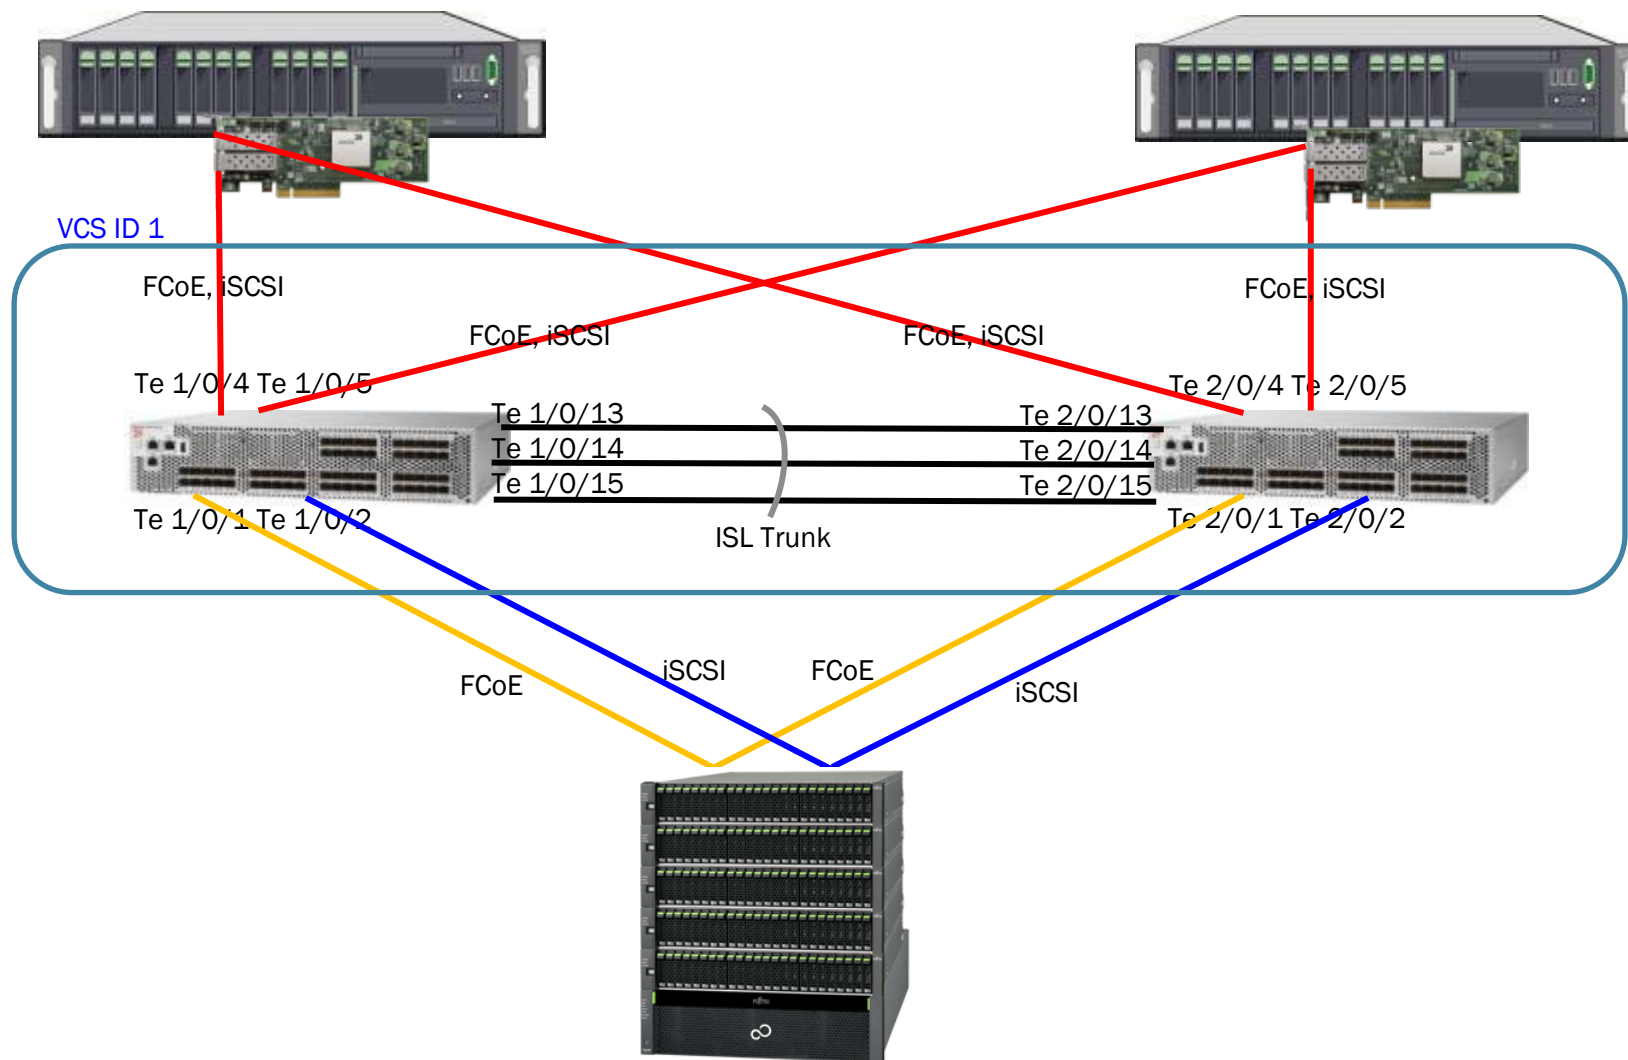 VCS ID 1
FCoE, iSCSI
FCoE, iSCSI
FCoE, iSCSI
FCoE, iSCSI
Te 1/0/4 Te 1/0/5
Te 2/0/4 Te 2/0/5
Te 1/0/13
Te 2/0/13
Te 1/0/14
Te 2/0/14
Te 1/0/15
Te 2/0/15
Te 1/0/1 Te 1/0/2
Te 2/0/1 Te 2/0/2
ISL Trunk
FCoE
iSCSI
FCoE
iSCSI
FUJITSU